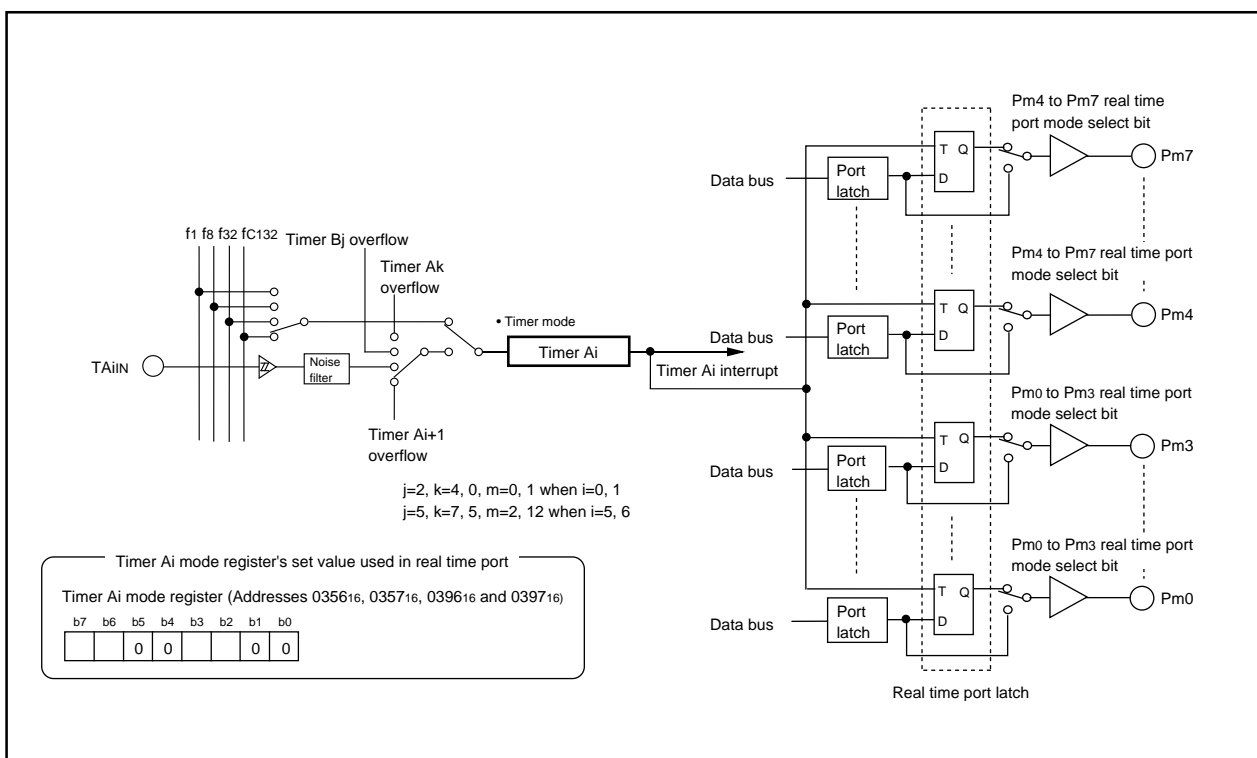 Pm4 to Pm7 real time
port mode select bit
T Q
D
Pm7
Data bus
Port
latch
f1 f8 f32 fC132
Timer Bj overflow
Timer Ak
overflow
Pm4 to Pm7 real time port
mode select bit
T Q
D
Pm4
Data bus
Port
latch
• Timer mode
Timer Ai
TAiIN
Noise
filter
Timer Ai interrupt
Timer Ai+1
overflow
Pm0 to Pm3 real time port
mode select bit
T Q
D
Pm3
Data bus
Port
latch
j=2, k=4, 0, m=0, 1 when i=0, 1
j=5, k=7, 5, m=2, 12 when i=5, 6
Pm0 to Pm3 real time port
mode select bit
T Q
D
Pm0
Data bus
Port
latch
Real time port latch
Timer Ai mode register's set value used in real time port
Timer Ai mode register (Addresses 035616, 035716, 039616 and 039716)
b7 b6 b5 b4 b3 b2 b1 b0
0 0 0 0